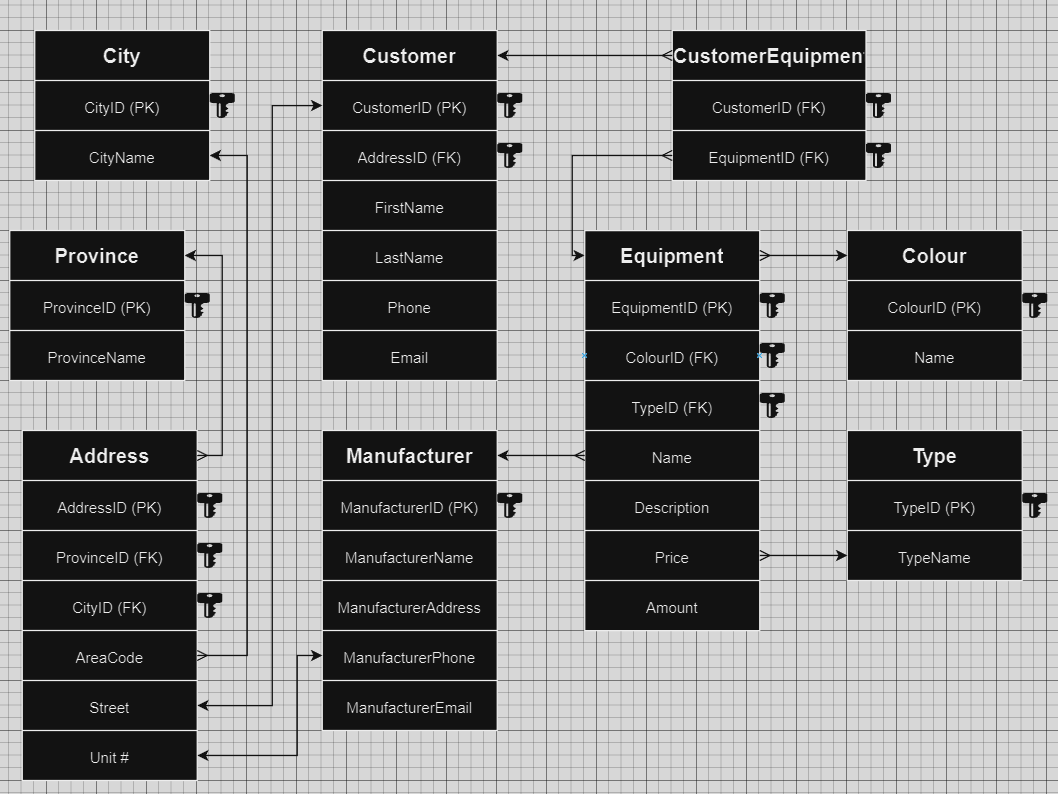 City
CityID (PK)
CityName
Customer
CustomerID (PK)
AddressID (FK)
FirstName
LastName
Phone
Email
CustomerEquipmen
CustomerID (FK)
EquipmentID (FK)
Province
ProvinceID (PK)
ProvinceName
Equipment
EquipmentID (PK)
ColourID (FK)
TypeID (FK)
Name
Description
Price
Amount
Colour
ColourID (PK)
Name
Address
AddressID (PK)
ProvinceID (FK)
CityID (FK)
AreaCode
Street
Unit #
Manufacturer
ManufacturerID (PK)
ManufacturerName
ManufacturerAddress
ManufacturerPhone
ManufacturerEmail
Type
TypeID (PK)
TypeName